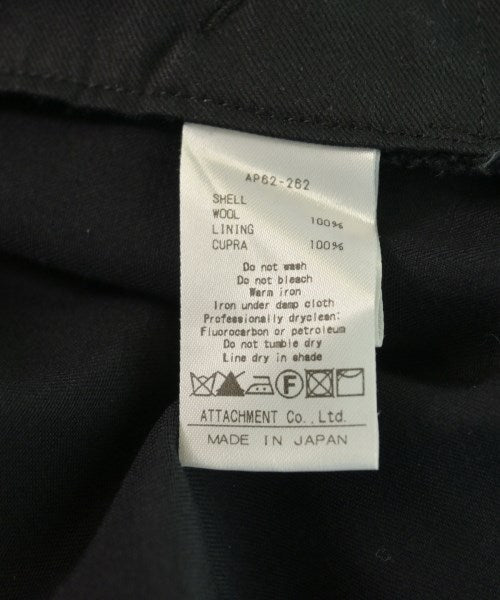 AP62-262
SHELL
WOOL 100%
LINING
CUPRA 100%
Do not wash
Do not bleach
Warm iron
Iron under damp cloth
Professionally dryclean:
Fluorocarbon or petroleum
Do not tumble dry
Line dry in shade
F
ATTACHMENT Co.,Ltd.
MADE IN JAPAN